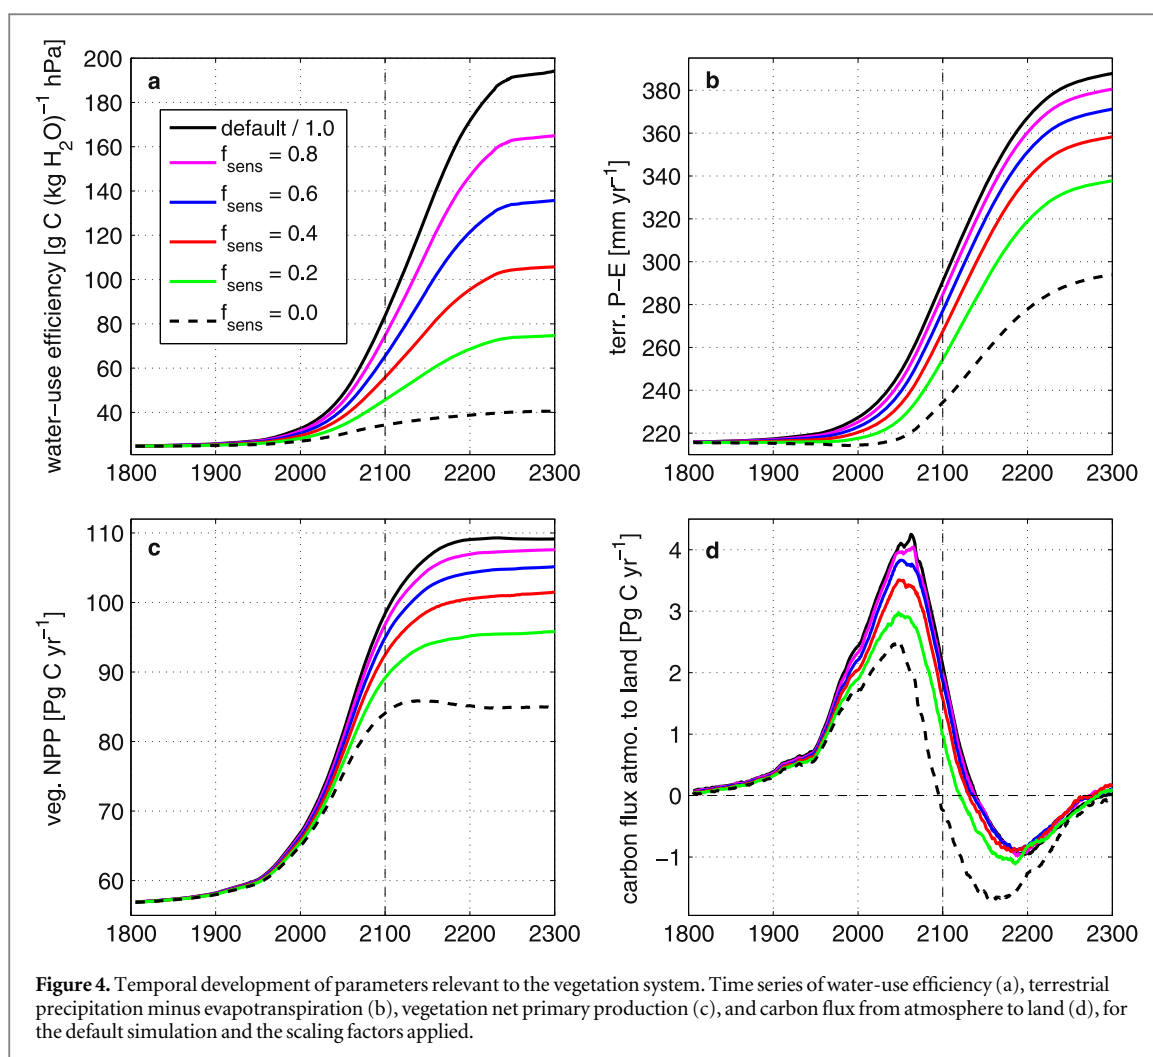 a
water-use efficiency [g C (kg H2O)−1 hPa]
200
180
160
140
120
100
80
60
40
1800 1900 2000 2100 2200 2300
default / 1.0
fsens = 0.8
fsens = 0.6
fsens = 0.4
fsens = 0.2
fsens = 0.0
b
terr. P−E [mm yr−1]
380
360
340
320
300
280
260
240
220
1800 1900 2000 2100 2200 2300
c
veg. NPP [Pg C yr−1]
110
100
90
80
70
60
1800 1900 2000 2100 2200 2300
d
carbon flux atmo. to land [Pg C yr−1]
4
3
2
1
0
−1
1800 1900 2000 2100 2200 2300
Figure 4. Temporal development of parameters relevant to the vegetation system. Time series of water-use efficiency (a), terrestrial
precipitation minus evapotranspiration (b), vegetation net primary production (c), and carbon flux from atmosphere to land (d), for
the default simulation and the scaling factors applied.